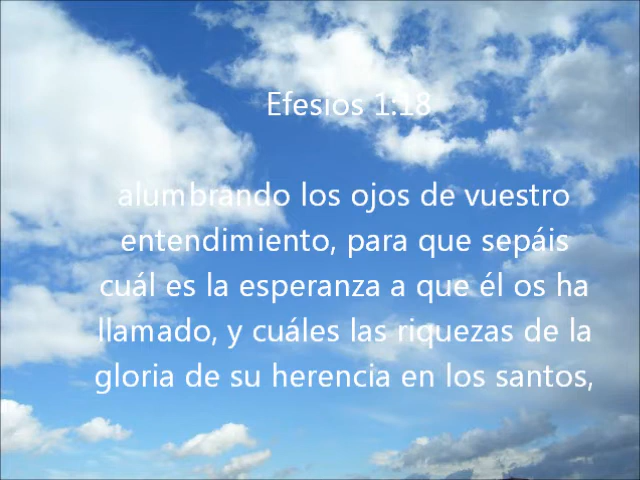 Efesios 1:18
alumbrando los ojos de vuestro
entendimiento, para que sepáis
cuál es la esperanza a que él os ha
llamado, y cuáles las riquezas de la
gloria de su herencia en los santos,